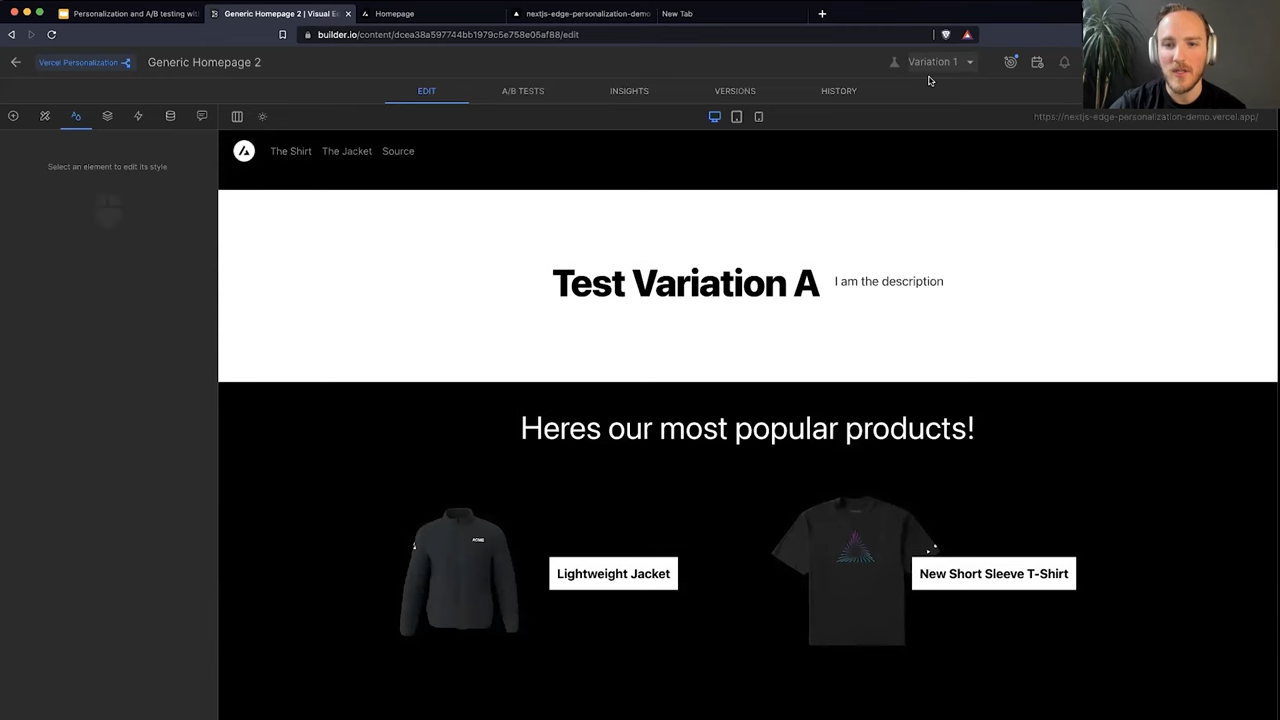 Personalization and A/B testing wit
Generic Homepage 2 | Visual E
Homepage
nextjs-edge-personalization-demo
New Tab
builder.io/content/dcea38a597744bb1979c5e758e05af88/edit
Vercel Personalization
Generic Homepage 2
Variation 1
EDIT
A/B TESTS
INSIGHTS
VERSIONS
HISTORY
https://nextjs-edge-personalization-demo.vercel.app/
Select an element to edit its style
The Shirt
The Jacket
Source
Test Variation A
I am the description
Heres our most popular products!
ACME
Lightweight Jacket
New Short Sleeve T-Shirt